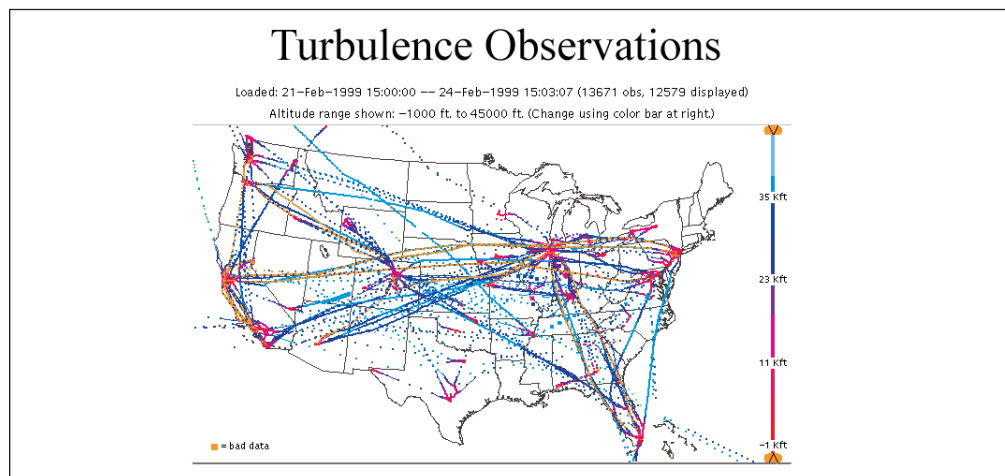 Turbulence Observations
Loaded: 21-Feb-1999 15:00:00 -- 24-Feb-1999 15:03:07 (13671 obs, 12579 displayed)
Altitude range shown: -1000 ft. to 45000 ft. (Change using color bar at right.)
35 Kft
23 Kft
11 Kft
-1 Kft
= bad data